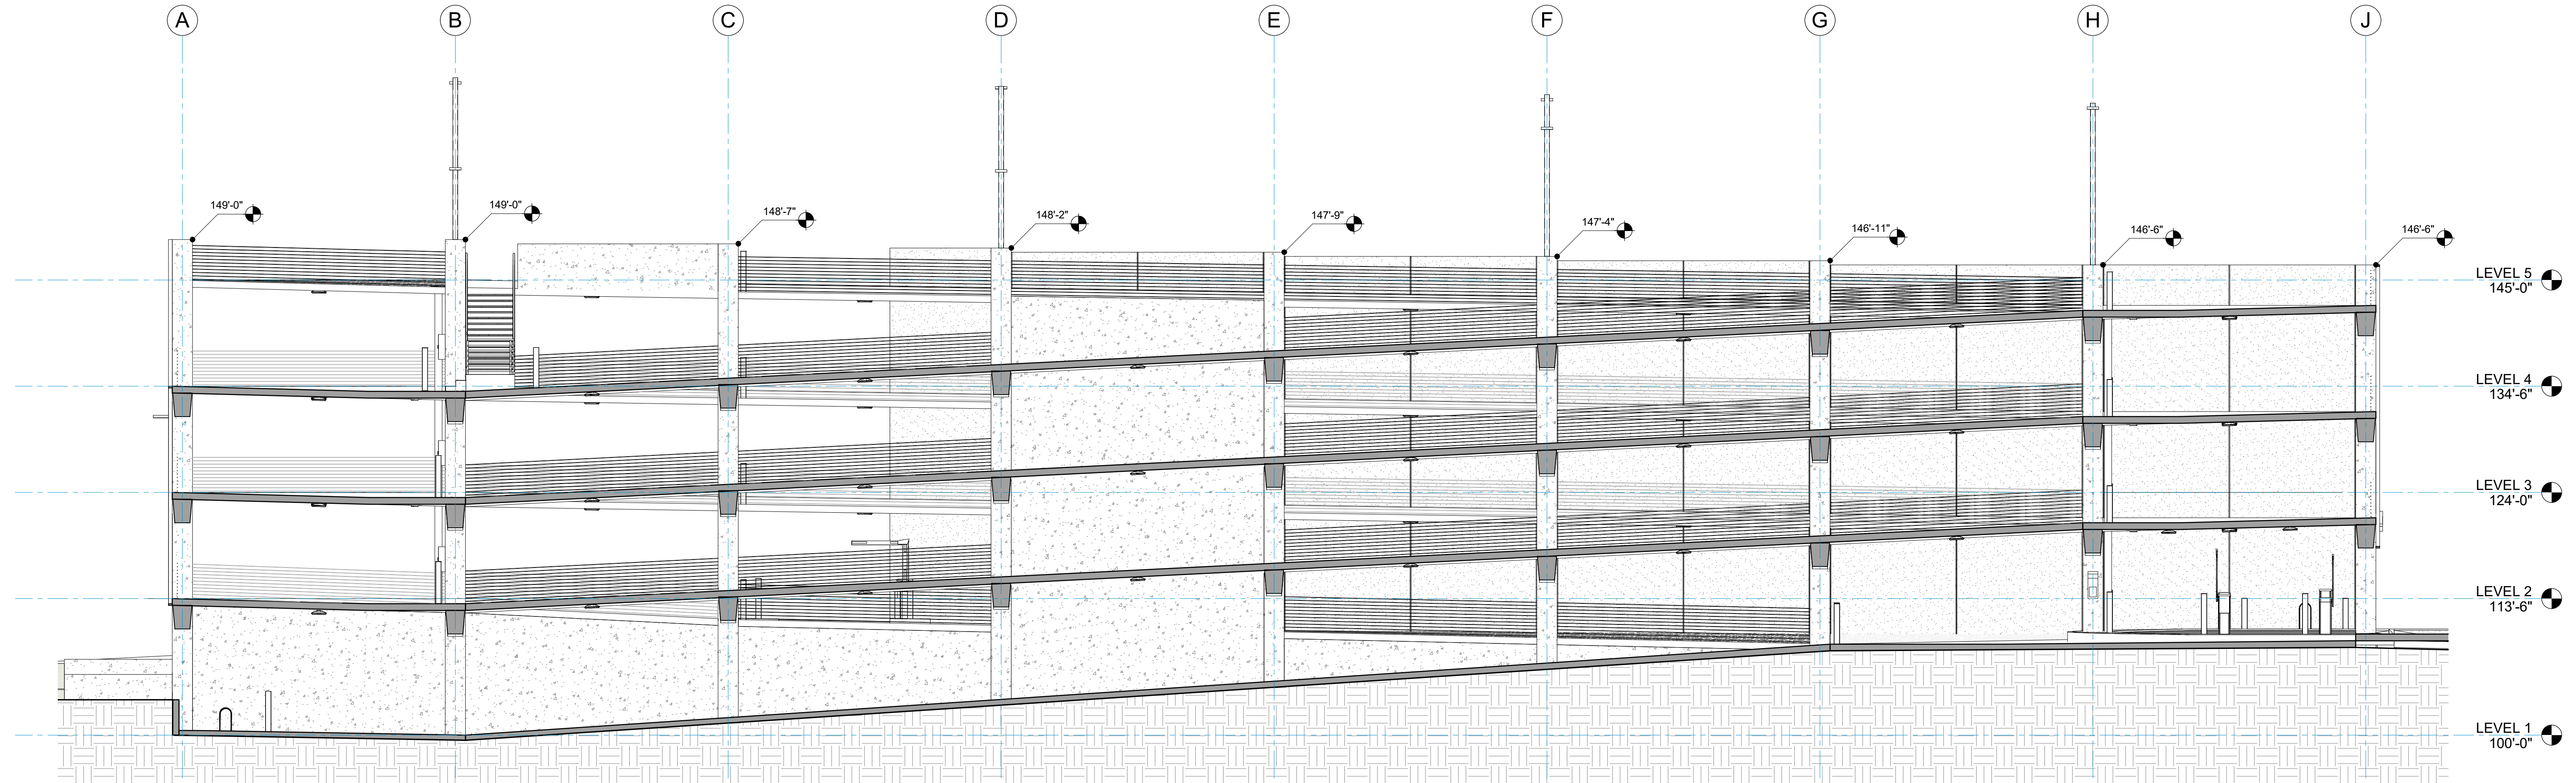 A
B
C
D
E
F
G
H
J
149'-0"
149'-0"
148'-7"
148'-2"
147'-9"
147'-4"
146'-11"
146'-6"
146'-6"
LEVEL 5
145'-0"
LEVEL 4
134'-6"
LEVEL 3
124'-0"
LEVEL 2
113'-6"
LEVEL 1
100'-0"